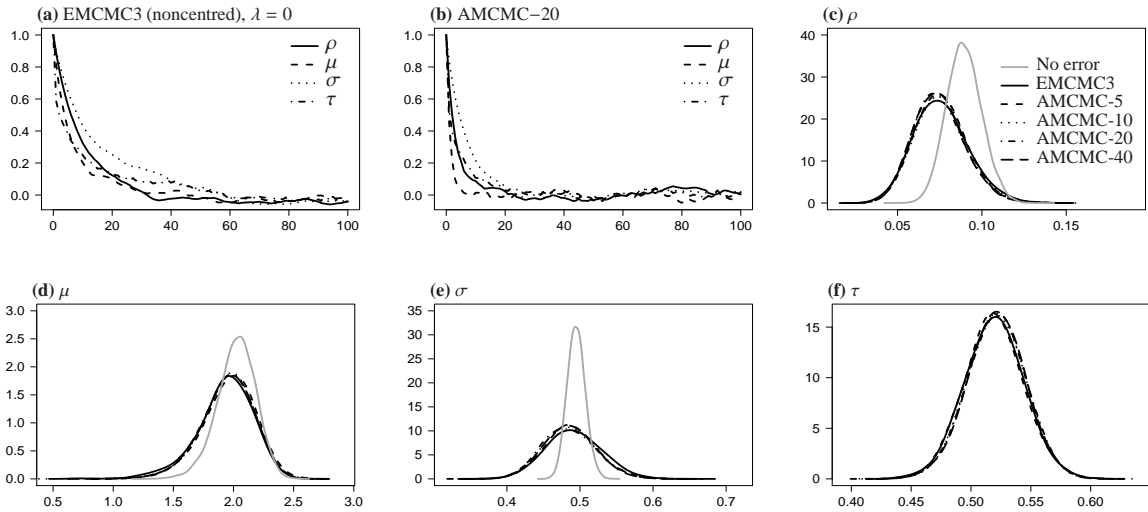 (a) EMCMC3 (noncentred), λ = 0
1.0
0.8
0.6
0.4
0.2
0.0
0 20 40 60 80 100
ρ
μ
σ
τ
(b) AMCMC−20
1.0
0.8
0.6
0.4
0.2
0.0
0 20 40 60 80 100
ρ
μ
σ
τ
(c) ρ
40
30
20
10
0
0.05 0.10 0.15
No error
EMCMC3
AMCMC-5
AMCMC-10
AMCMC-20
AMCMC-40
(d) μ
3.0
2.5
2.0
1.5
1.0
0.5
0.0
0.5 1.0 1.5 2.0 2.5 3.0
(e) σ
35
30
25
20
15
10
5
0
0.4 0.5 0.6 0.7
(f) τ
15
10
5
0
0.40 0.45 0.50 0.55 0.60